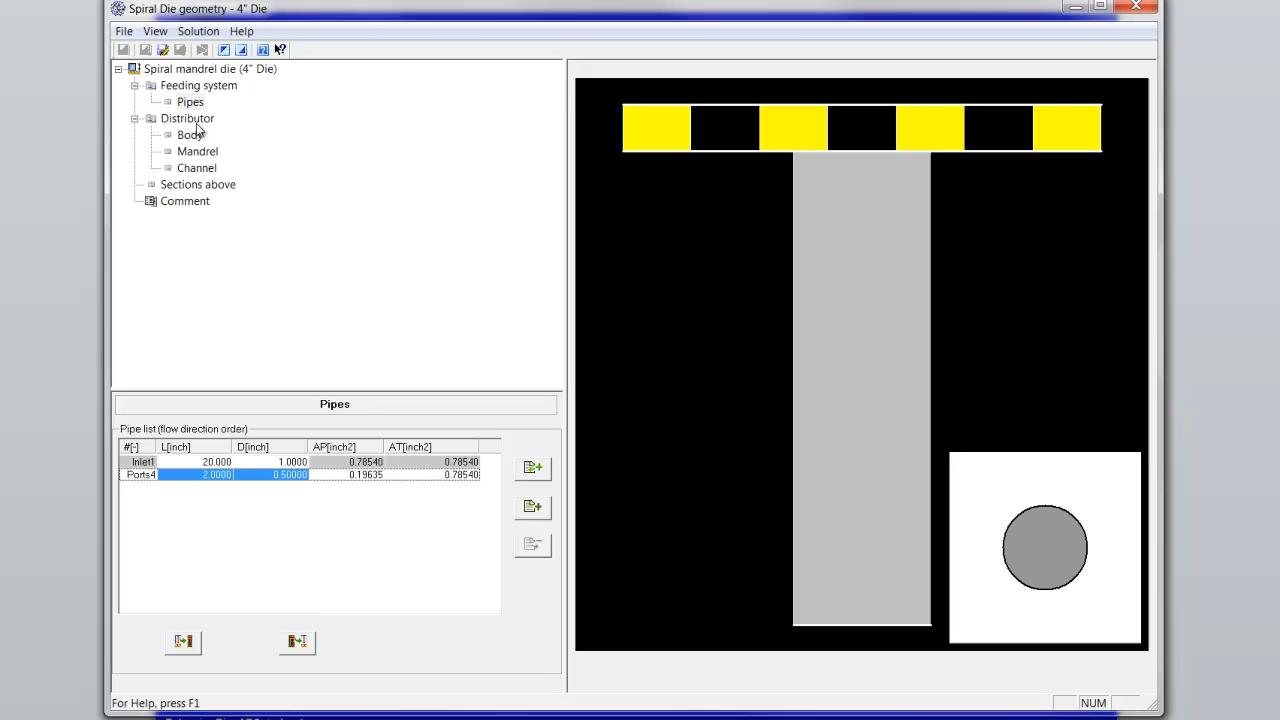 Spiral Die geometry - 4" Die
File View Solution Help
Spiral mandrel die (4" Die)
Feeding system
Pipes
Distributor
Body
Mandrel
Channel
Sections above
Comment
Pipes
Pipe list (flow direction order)
#[-] L[inch] D[inch] AP[inch2] AT[inch2]
Inlet1 20.000 1.0000 0.78540 0.78540
Ports4 2.0000 0.50000 0.19635 0.78540
For Help, press F1
NUM